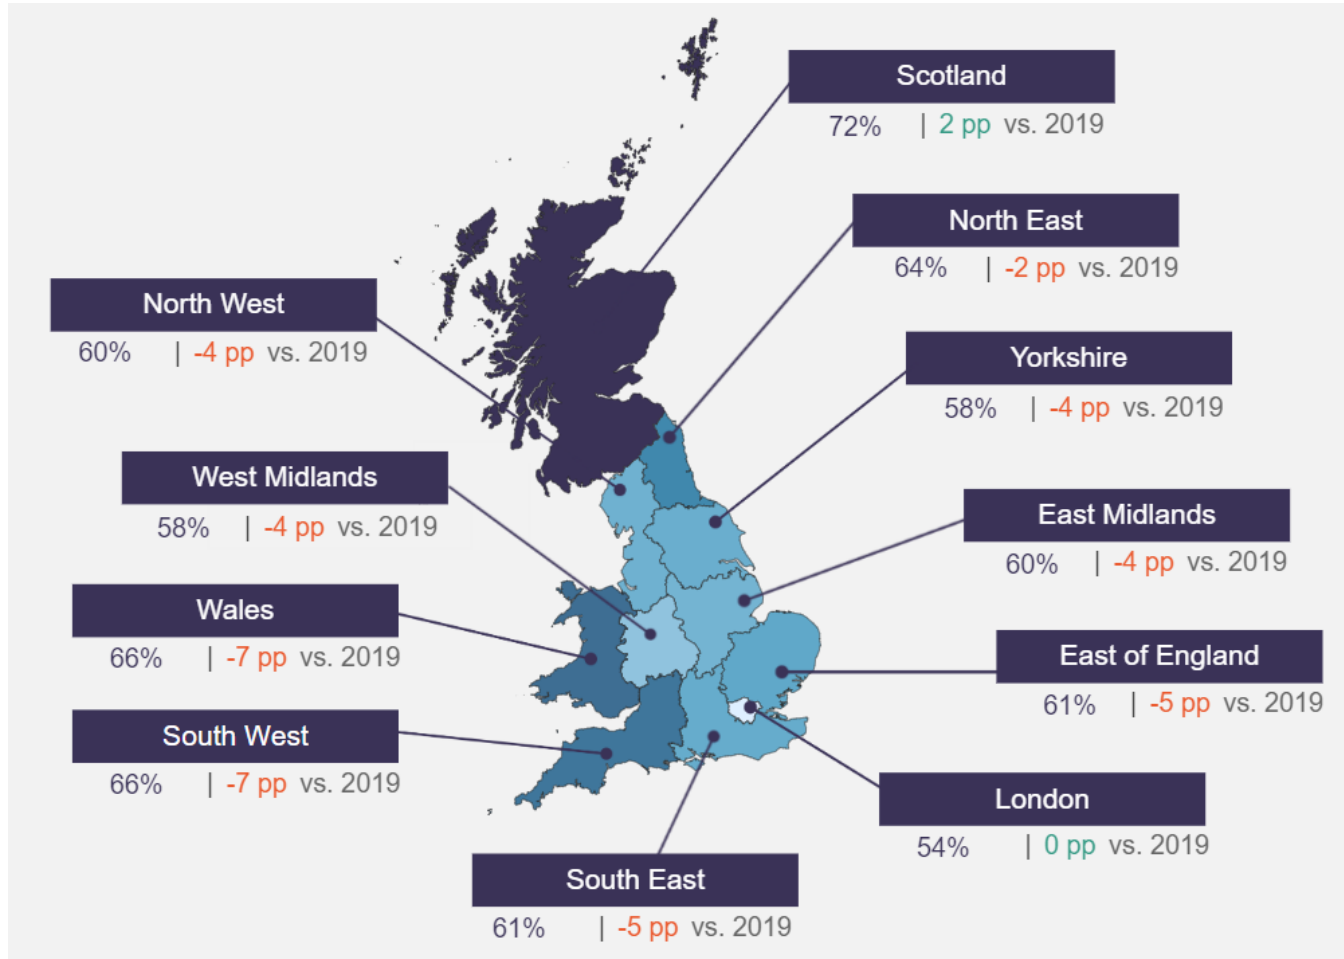 Scotland
72% | 2 pp vs. 2019
North East
64% | -2 pp vs. 2019
North West
60% | -4 pp vs. 2019
Yorkshire
58% | -4 pp vs. 2019
West Midlands
58% | -4 pp vs. 2019
East Midlands
60% | -4 pp vs. 2019
Wales
66% | -7 pp vs. 2019
East of England
61% | -5 pp vs. 2019
South West
66% | -7 pp vs. 2019
London
54% | 0 pp vs. 2019
South East
61% | -5 pp vs. 2019